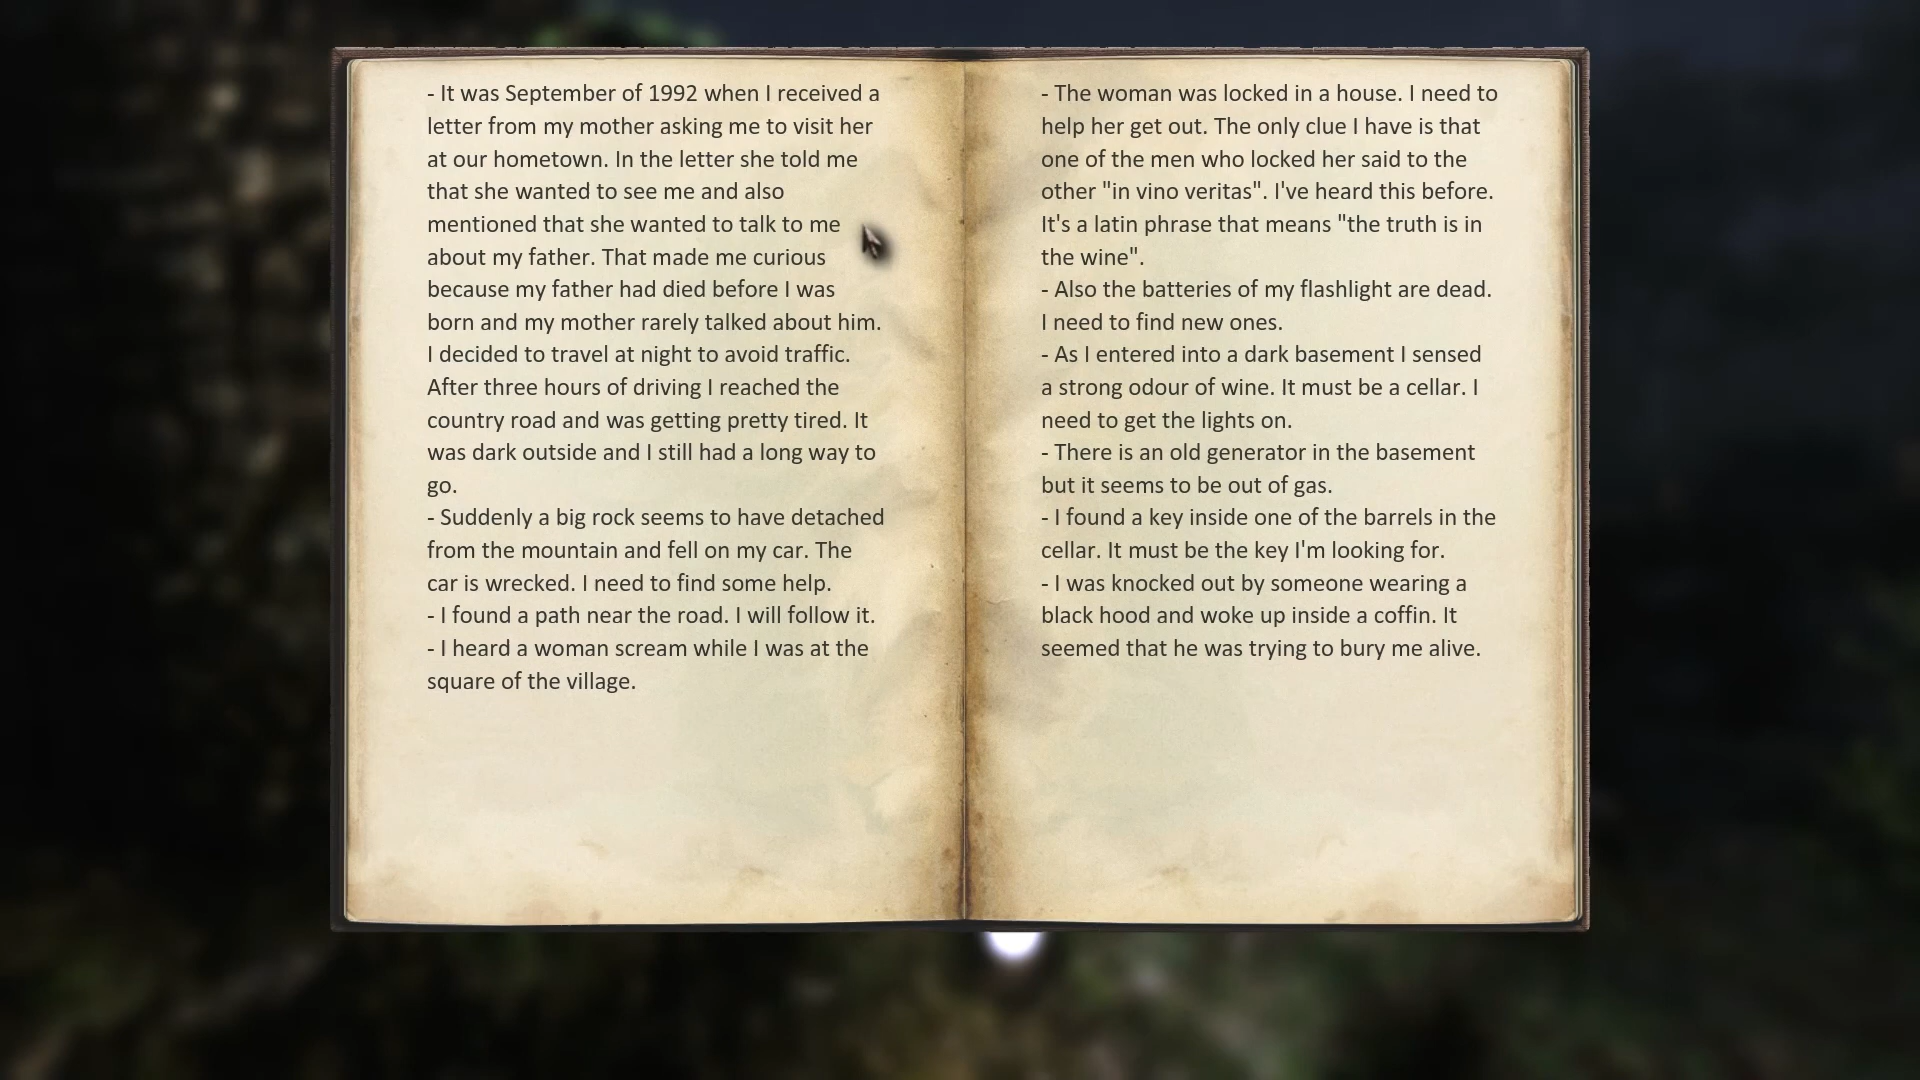 - It was September of 1992 when I received a
letter from my mother asking me to visit her
at our hometown. In the letter she told me
that she wanted to see me and also
mentioned that she wanted to talk to me
about my father. That made me curious
because my father had died before I was
born and my mother rarely talked about him.
I decided to travel at night to avoid traffic.
After three hours of driving I reached the
country road and was getting pretty tired. It
was dark outside and I still had a long way to
go.
- Suddenly a big rock seems to have detached
from the mountain and fell on my car. The
car is wrecked. I need to find some help.
- I found a path near the road. I will follow it.
- I heard a woman scream while I was at the
square of the village.
- The woman was locked in a house. I need to
help her get out. The only clue I have is that
one of the men who locked her said to the
other "in vino veritas". I've heard this before.
It's a latin phrase that means "the truth is in
the wine".
- Also the batteries of my flashlight are dead.
I need to find new ones.
- As I entered into a dark basement I sensed
a strong odour of wine. It must be a cellar. I
need to get the lights on.
- There is an old generator in the basement
but it seems to be out of gas.
- I found a key inside one of the barrels in the
cellar. It must be the key I'm looking for.
- I was knocked out by someone wearing a
black hood and woke up inside a coffin. It
seemed that he was trying to bury me alive.